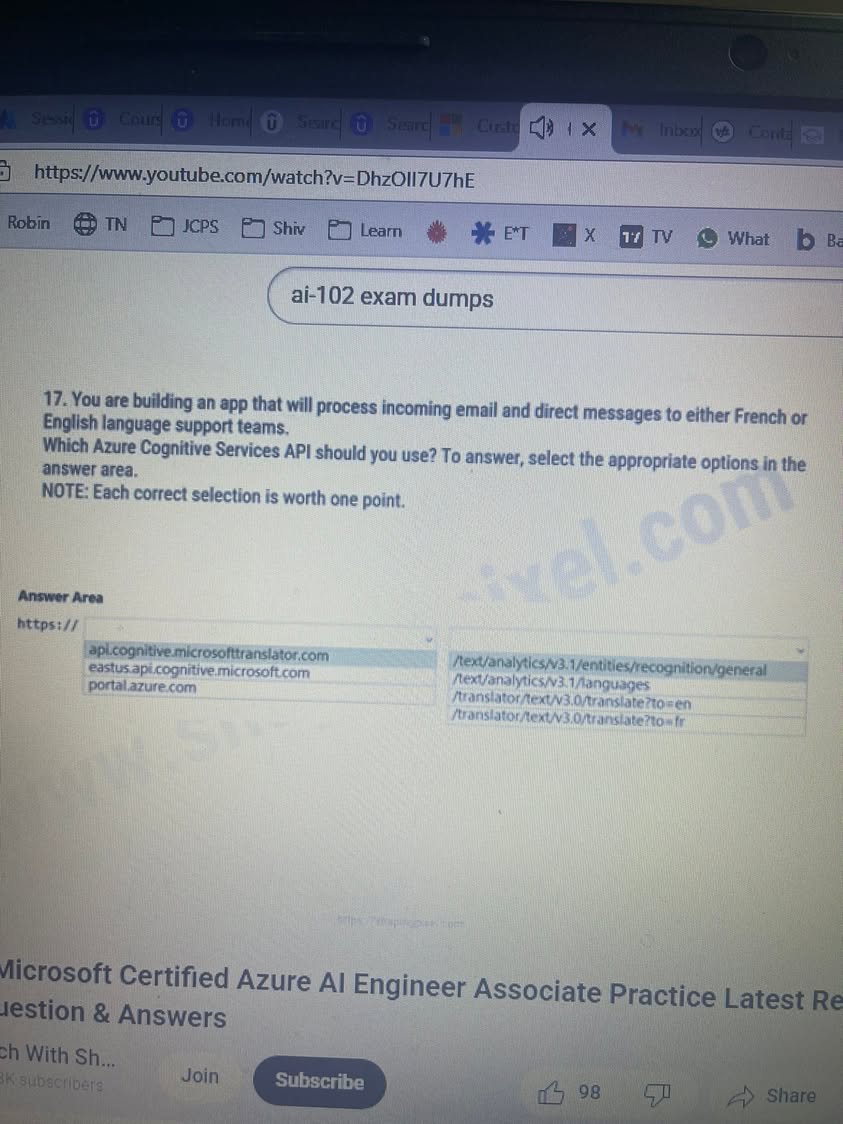 Cours
Home
Searc
Searc
Custo
Inbox
Conta
https://www.youtube.com/watch?v=DhzOII7U7hE
Robin
TN
JCPS
Shiv
Learn
E*T
X
TV
What
Ba
ai-102 exam dumps
17. You are building an app that will process incoming email and direct messages to either French or
English language support teams.
Which Azure Cognitive Services API should you use? To answer, select the appropriate options in the
answer area.
NOTE: Each correct selection is worth one point.
ixel.com
Answer Area
https://
api.cognitive.microsofttranslator.com
eastus.api.cognitive.microsoft.com
portal.azure.com
/text/analytics/v3.1/entities/recognition/general
/text/analytics/v3.1/languages
/translator/text/v3.0/translate?to=en
/translator/text/v3.0/translate?to=fr
Microsoft Certified Azure AI Engineer Associate Practice Latest Re
uestion & Answers
ch With Sh...
K subscribers
Join
Subscribe
98
Share